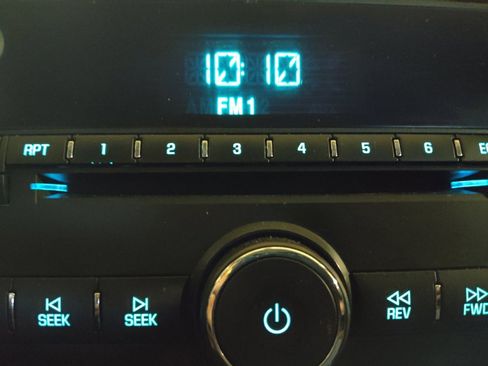 10:10
FM1
RPT 1 2 3 4 5 6
SEEK SEEK REV FWD